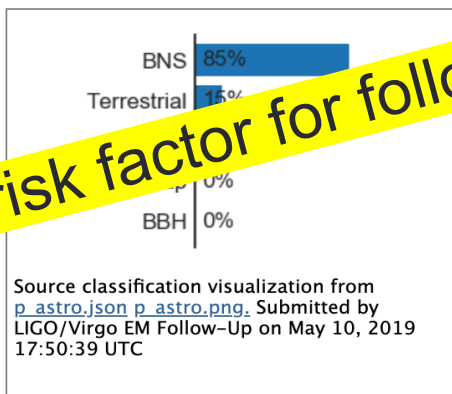 BNS 85%
Terrestrial 15%
risk factor for follo
0%
BBH 0%
Source classification visualization from
p_astro.json p_astro.png. Submitted by
LIGO/Virgo EM Follow-Up on May 10, 2019
17:50:39 UTC